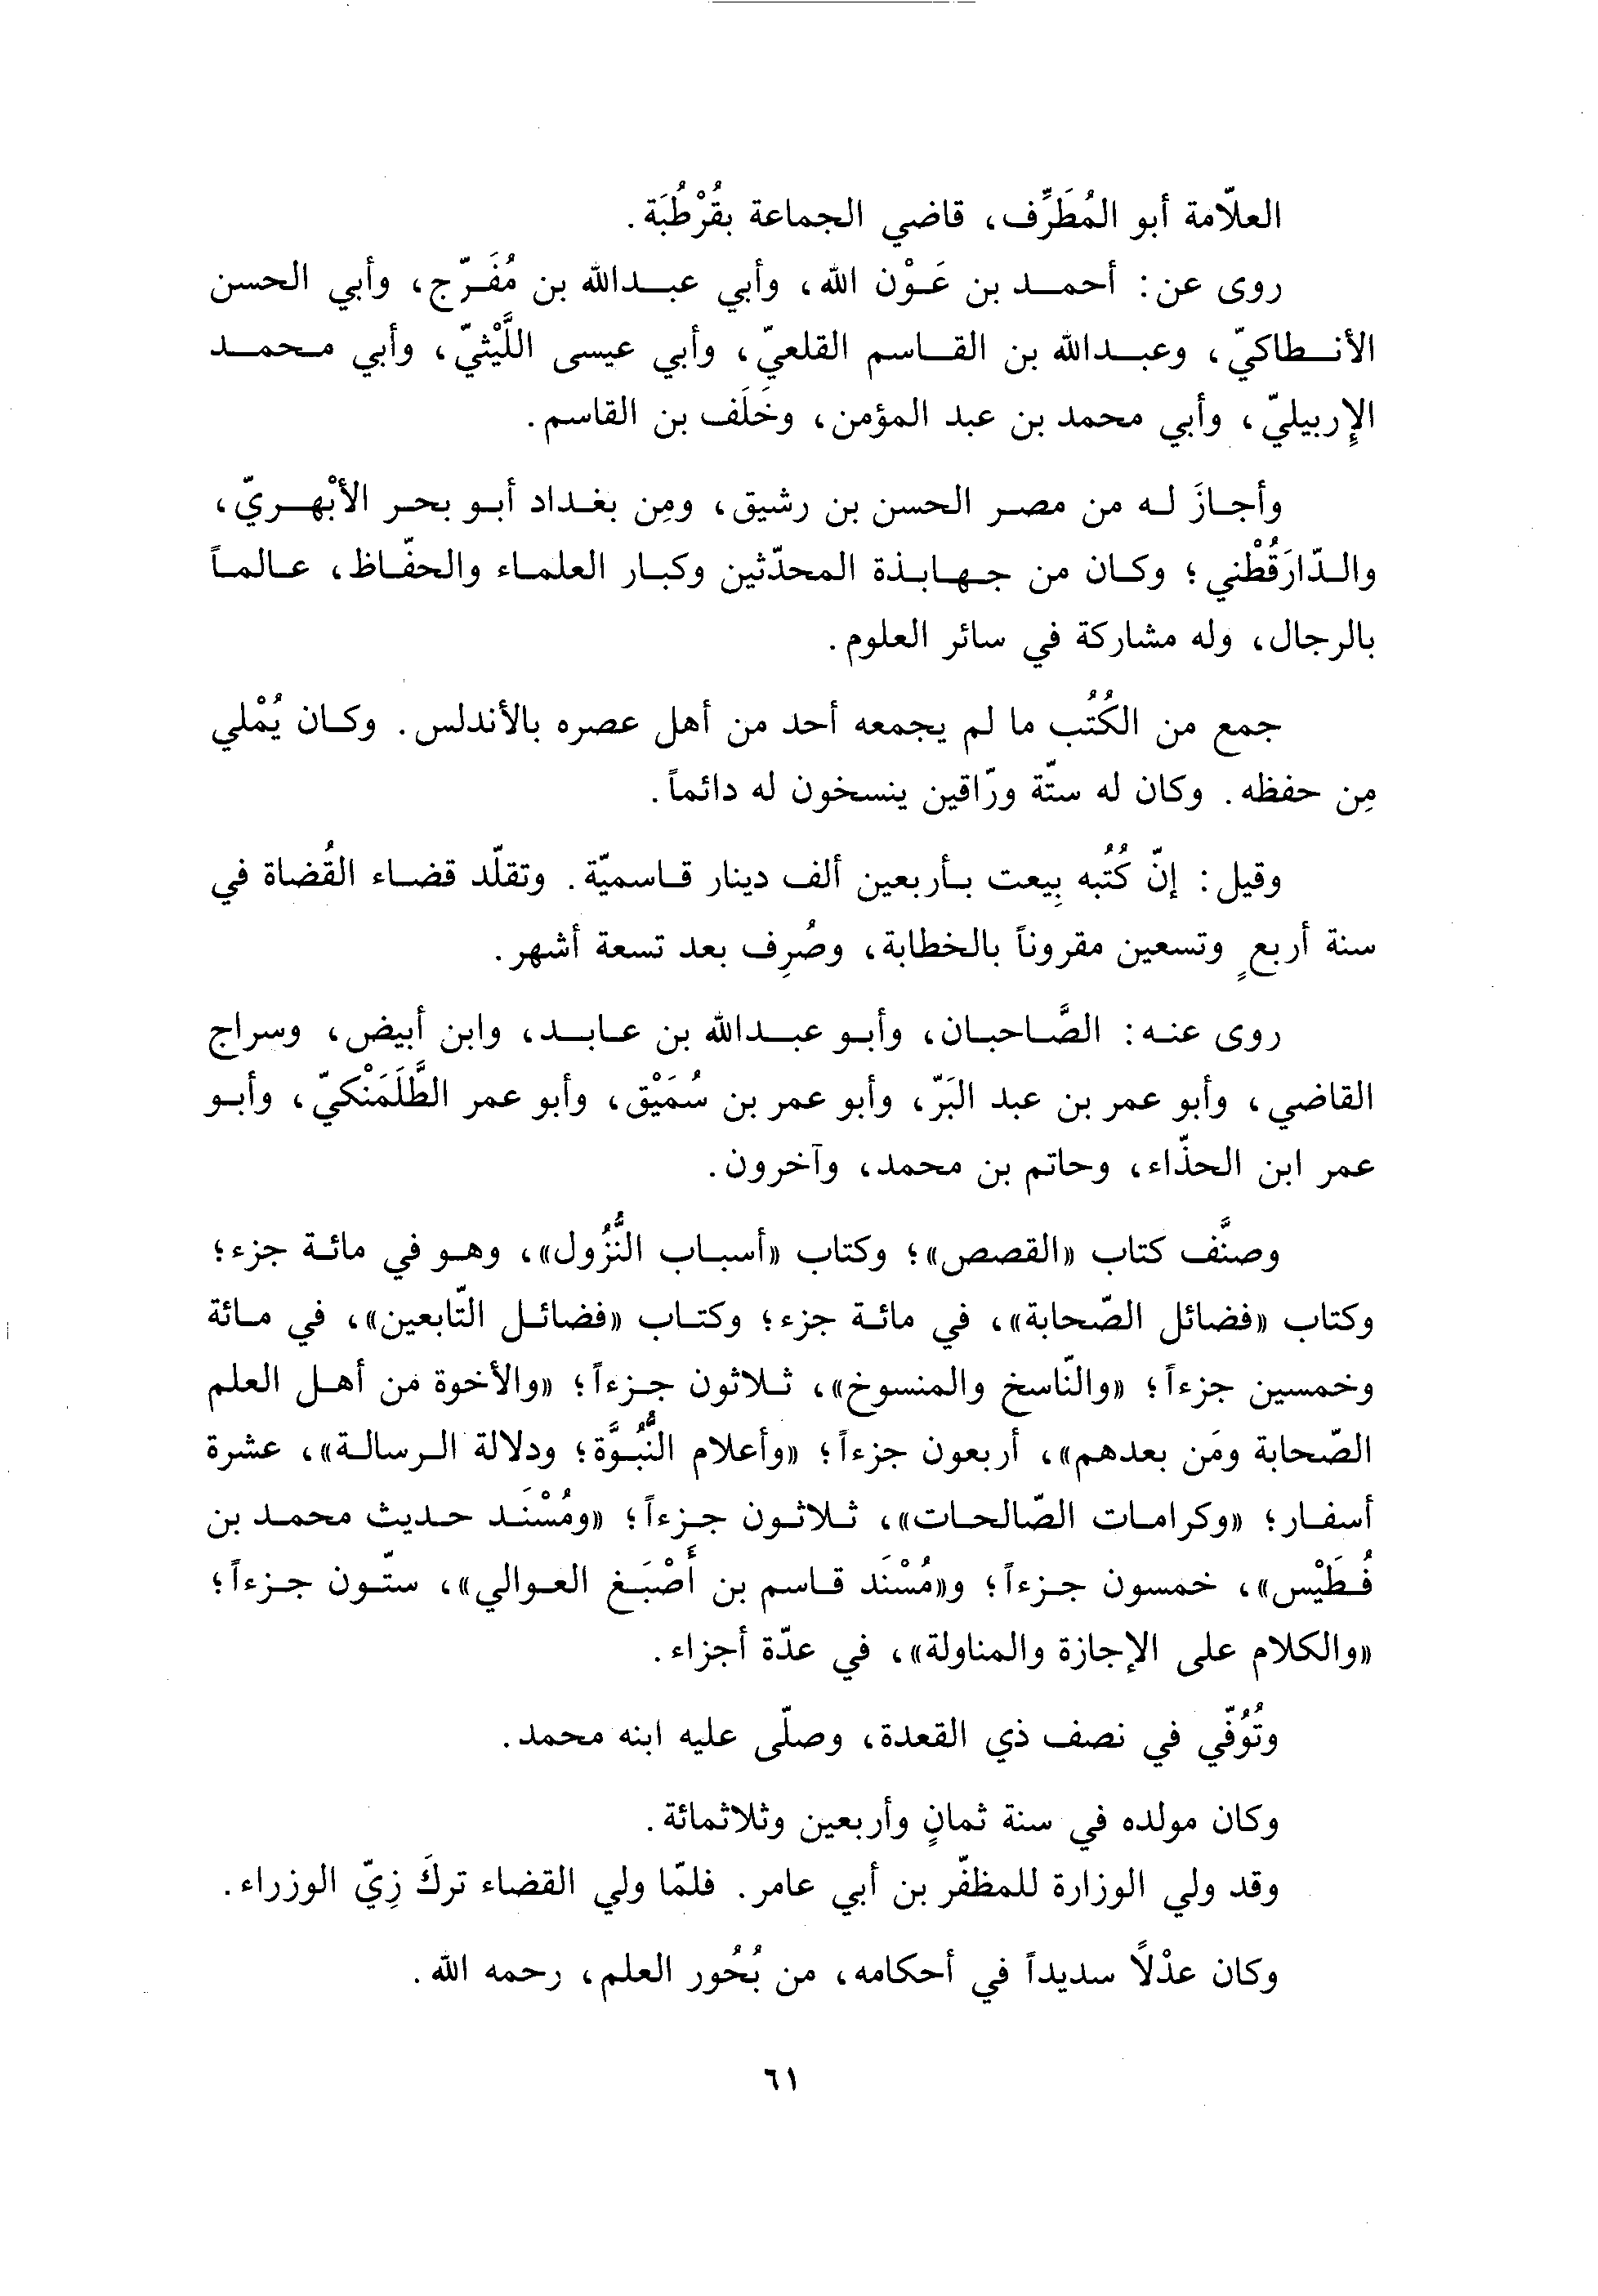 العلّامة أبو المُطَرِّف، قاضي الجماعة بقُرْطُبَة.
روى عن: أحمد بن عَوْن الله، وأبي عبدالله بن مُفَرّج، وأبي الحسن
الأنطاكيّ، وعبدالله بن القاسم القلعيّ، وأبي عيسى اللَّيْثيّ، وأبي محمد
الإِربيليّ، وأبي محمد بن عبد المؤمن، وخَلَف بن القاسم.
وأجازَ له من مصر الحسن بن رشيق، ومِن بغداد أبو بحر الأبْهريّ،
والدّارَقُطْني؛ وكان من جهابذة المحدّثين وكبار العلماء والحفّاظ، عالماً
بالرجال، وله مشاركة في سائر العلوم.
جمع من الكُتُب ما لم يجمعه أحد من أهل عصره بالأندلس. وكان يُمْلي
مِن حفظه. وكان له ستّة ورّاقين ينسخون له دائماً.
وقيل: إنّ كُتُبه بِيعت بأربعين ألف دينار قاسميّة. وتقلّد قضاء القُضاة في
سنة أربعٍ وتسعين مقروناً بالخطابة، وصُرِف بعد تسعة أشهر.
روى عنه: الصَّاحبان، وأبو عبدالله بن عابد، وابن أبيض، وسراج
القاضي، وأبو عمر بن عبد البَرّ، وأبو عمر بن سُمَيْق، وأبو عمر الطَّلَمَنْكيّ، وأبو
عمر ابن الحذّاء، وحاتم بن محمد، وآخرون.
وصنَّف كتاب «القصص»؛ وكتاب «أسباب النُّزُول»، وهو في مائة جزء؛
وكتاب «فضائل الصّحابة»، في مائة جزء؛ وكتاب «فضائل التّابعين»، في مائة
وخمسين جزءاً؛ «والنّاسخ والمنسوخ»، ثلاثون جزءاً؛ «والأخوة من أهل العلم
الصّحابة ومَن بعدهم»، أربعون جزءاً؛ «وأعلام النُّبُوَّة؛ ودلالة الرسالة»، عشرة
أسفار؛ «وكرامات الصّالحات»، ثلاثون جزءاً؛ «ومُسْنَد حديث محمد بن
فُطَيْس»، خمسون جزءاً؛ و«مُسْنَد قاسم بن أَصْبَغ العوالي»، ستّون جزءاً؛
«والكلام على الإجازة والمناولة»، في عدّة أجزاء.
وتُوُفّي في نصف ذي القعدة، وصلّى عليه ابنه محمد.
وكان مولده في سنة ثمانٍ وأربعين وثلاثمائة.
وقد ولي الوزارة للمظفّر بن أبي عامر. فلمّا ولي القضاء تركَ زِيّ الوزراء.
وكان عدْلاً سديداً في أحكامه، من بُحُور العلم، رحمه الله.
٦١